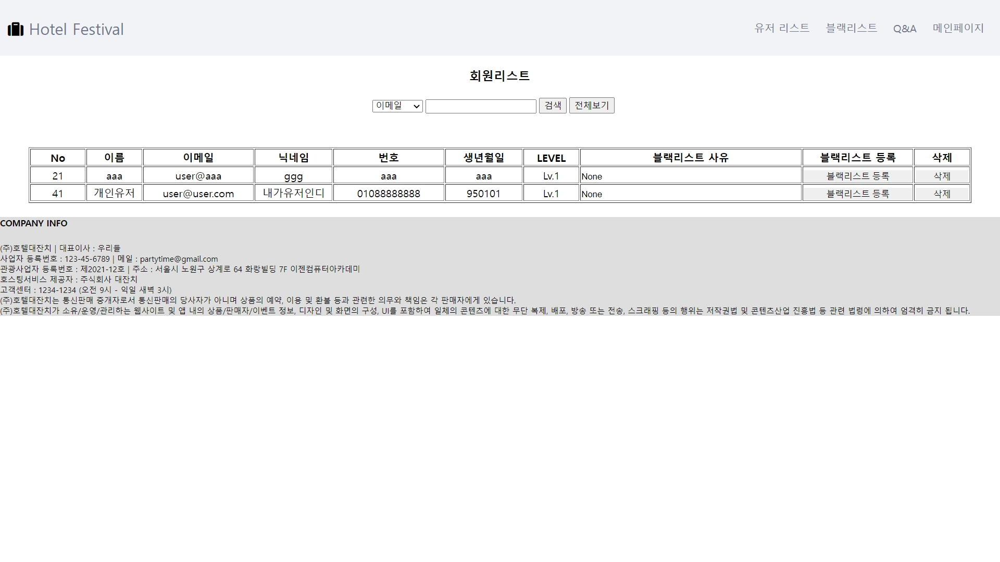 Hotel Festival 유저 리스트 블랙리스트 Q&A 메인페이지
회원리스트
이메일 검색 전체보기
No 이름 이메일 닉네임 번호 생년월일 LEVEL 블랙리스트 사유 블랙리스트 등록 삭제
21 aaa user@aaa ggg aaa aaa Lv.1 None 블랙리스트 등록 삭제
41 개인유저 user@user.com 내가유저인디 01088888888 950101 Lv.1 None 블랙리스트 등록 삭제
COMPANY INFO
(주)호텔대잔치 | 대표이사 : 우리들
사업자 등록번호 : 123-45-6789 | 메일 : partytime@gmail.com
관광사업자 등록번호 : 제2021-12호 | 주소 : 서울시 노원구 상계로 64 화랑빌딩 7F 이젠컴퓨터아카데미
호스팅서비스 제공자 : 주식회사 대잔치
고객센터 : 1234-1234 (오전 9시 - 익일 새벽 3시)
(주)호텔대잔치는 통신판매 중개자로서 통신판매의 당사자가 아니며 상품의 예약, 이용 및 환불 등과 관련한 의무와 책임은 각 판매자에게 있습니다.
(주)호텔대잔치가 소유/운영/관리하는 웹사이트 및 앱 내의 상품/판매자/이벤트 정보, 디자인 및 화면의 구성, UI를 포함하여 일체의 콘텐츠에 대한 무단 복제, 배포, 방송 또는 전송, 스크래핑 등의 행위는 저작권법 및 콘텐츠산업 진흥법 등 관련 법령에 의하여 엄격히 금지 됩니다.